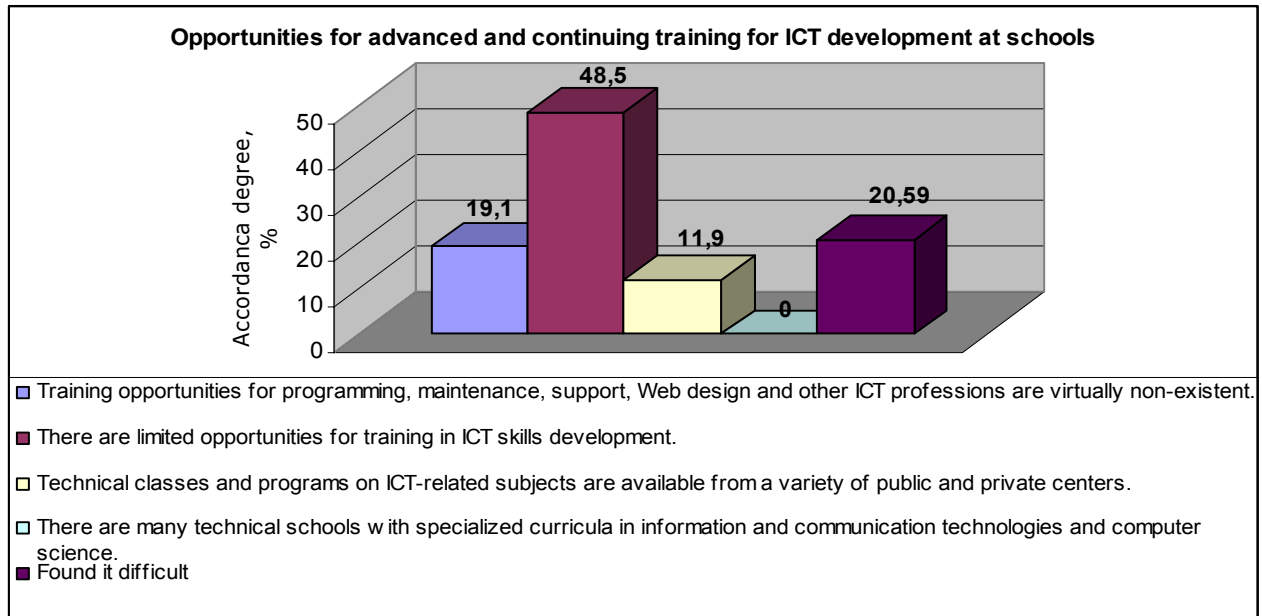 Opportunities for advanced and continuing training for ICT development at schools
48,5
19,1
11,9
0
20,59
Accordanca degree,
%
50
40
30
20
10
0
Training opportunities for programming, maintenance, support, Web design and other ICT professions are virtually non-existent.
There are limited opportunities for training in ICT skills development.
Technical classes and programs on ICT-related subjects are available from a variety of public and private centers.
There are many technical schools with specialized curricula in information and communication technologies and computer
science.
Found it difficult